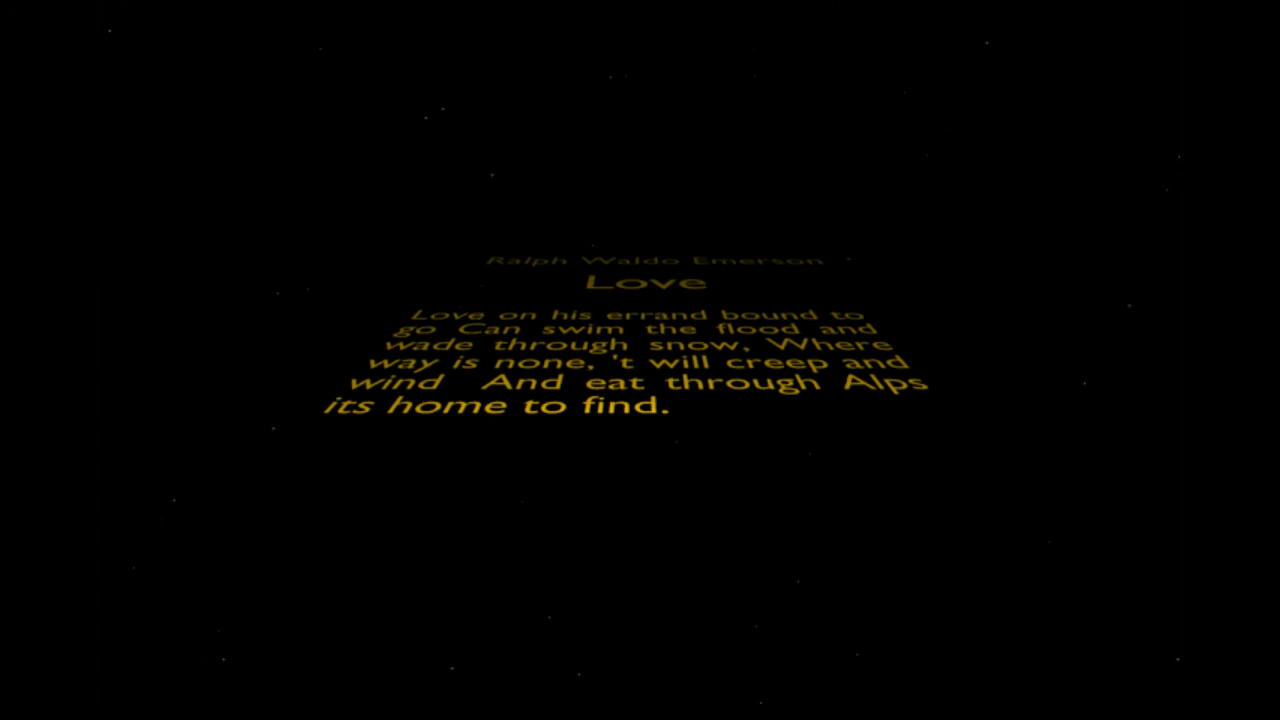 Ralph Waldo Emerson
Love
Love on his errand bound to
go Can swim the flood and
wade through snow, Where
way is none, 't will creep and
wind And eat through Alps
its home to find.